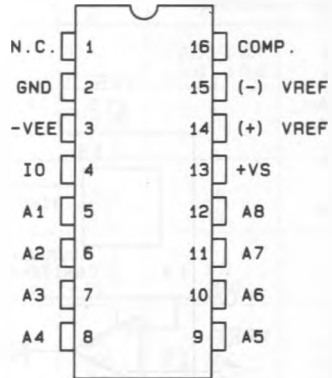 N.C. 1 16 COMP.
GND 2 15 (-) VREF
-VEE 3 14 (+) VREF
IO 4 13 +VS
A1 5 12 A8
A2 6 11 A7
A3 7 10 A6
A4 8 9 A5